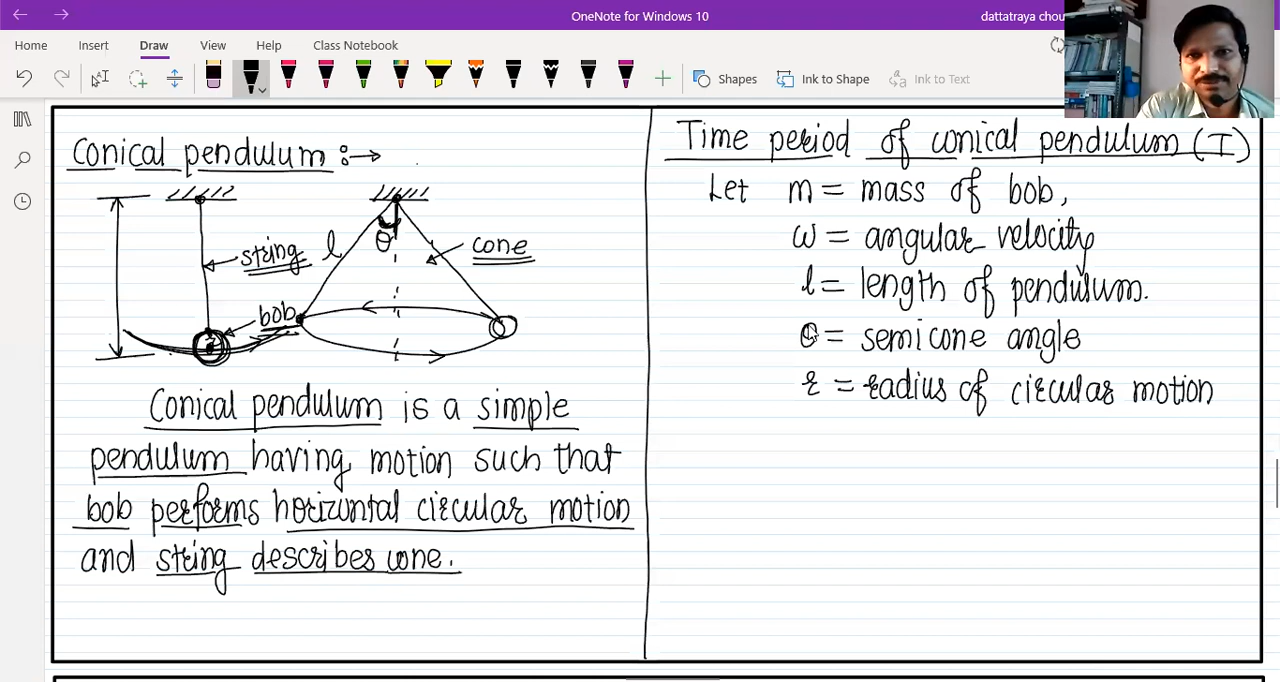 OneNote for Windows 10
dattatraya chou
Home Insert Draw View Help Class Notebook
Shapes Ink to Shape Ink to Text
Conical pendulum :→
θ
l
string
cone
bob
Conical pendulum is a simple
pendulum having motion such that
bob performs horizontal circular motion
and string describes cone.
Time period of conical pendulum (T)
Let m = mass of bob,
ω = angular velocity
l = length of pendulum.
θ = semicone angle
r = radius of circular motion